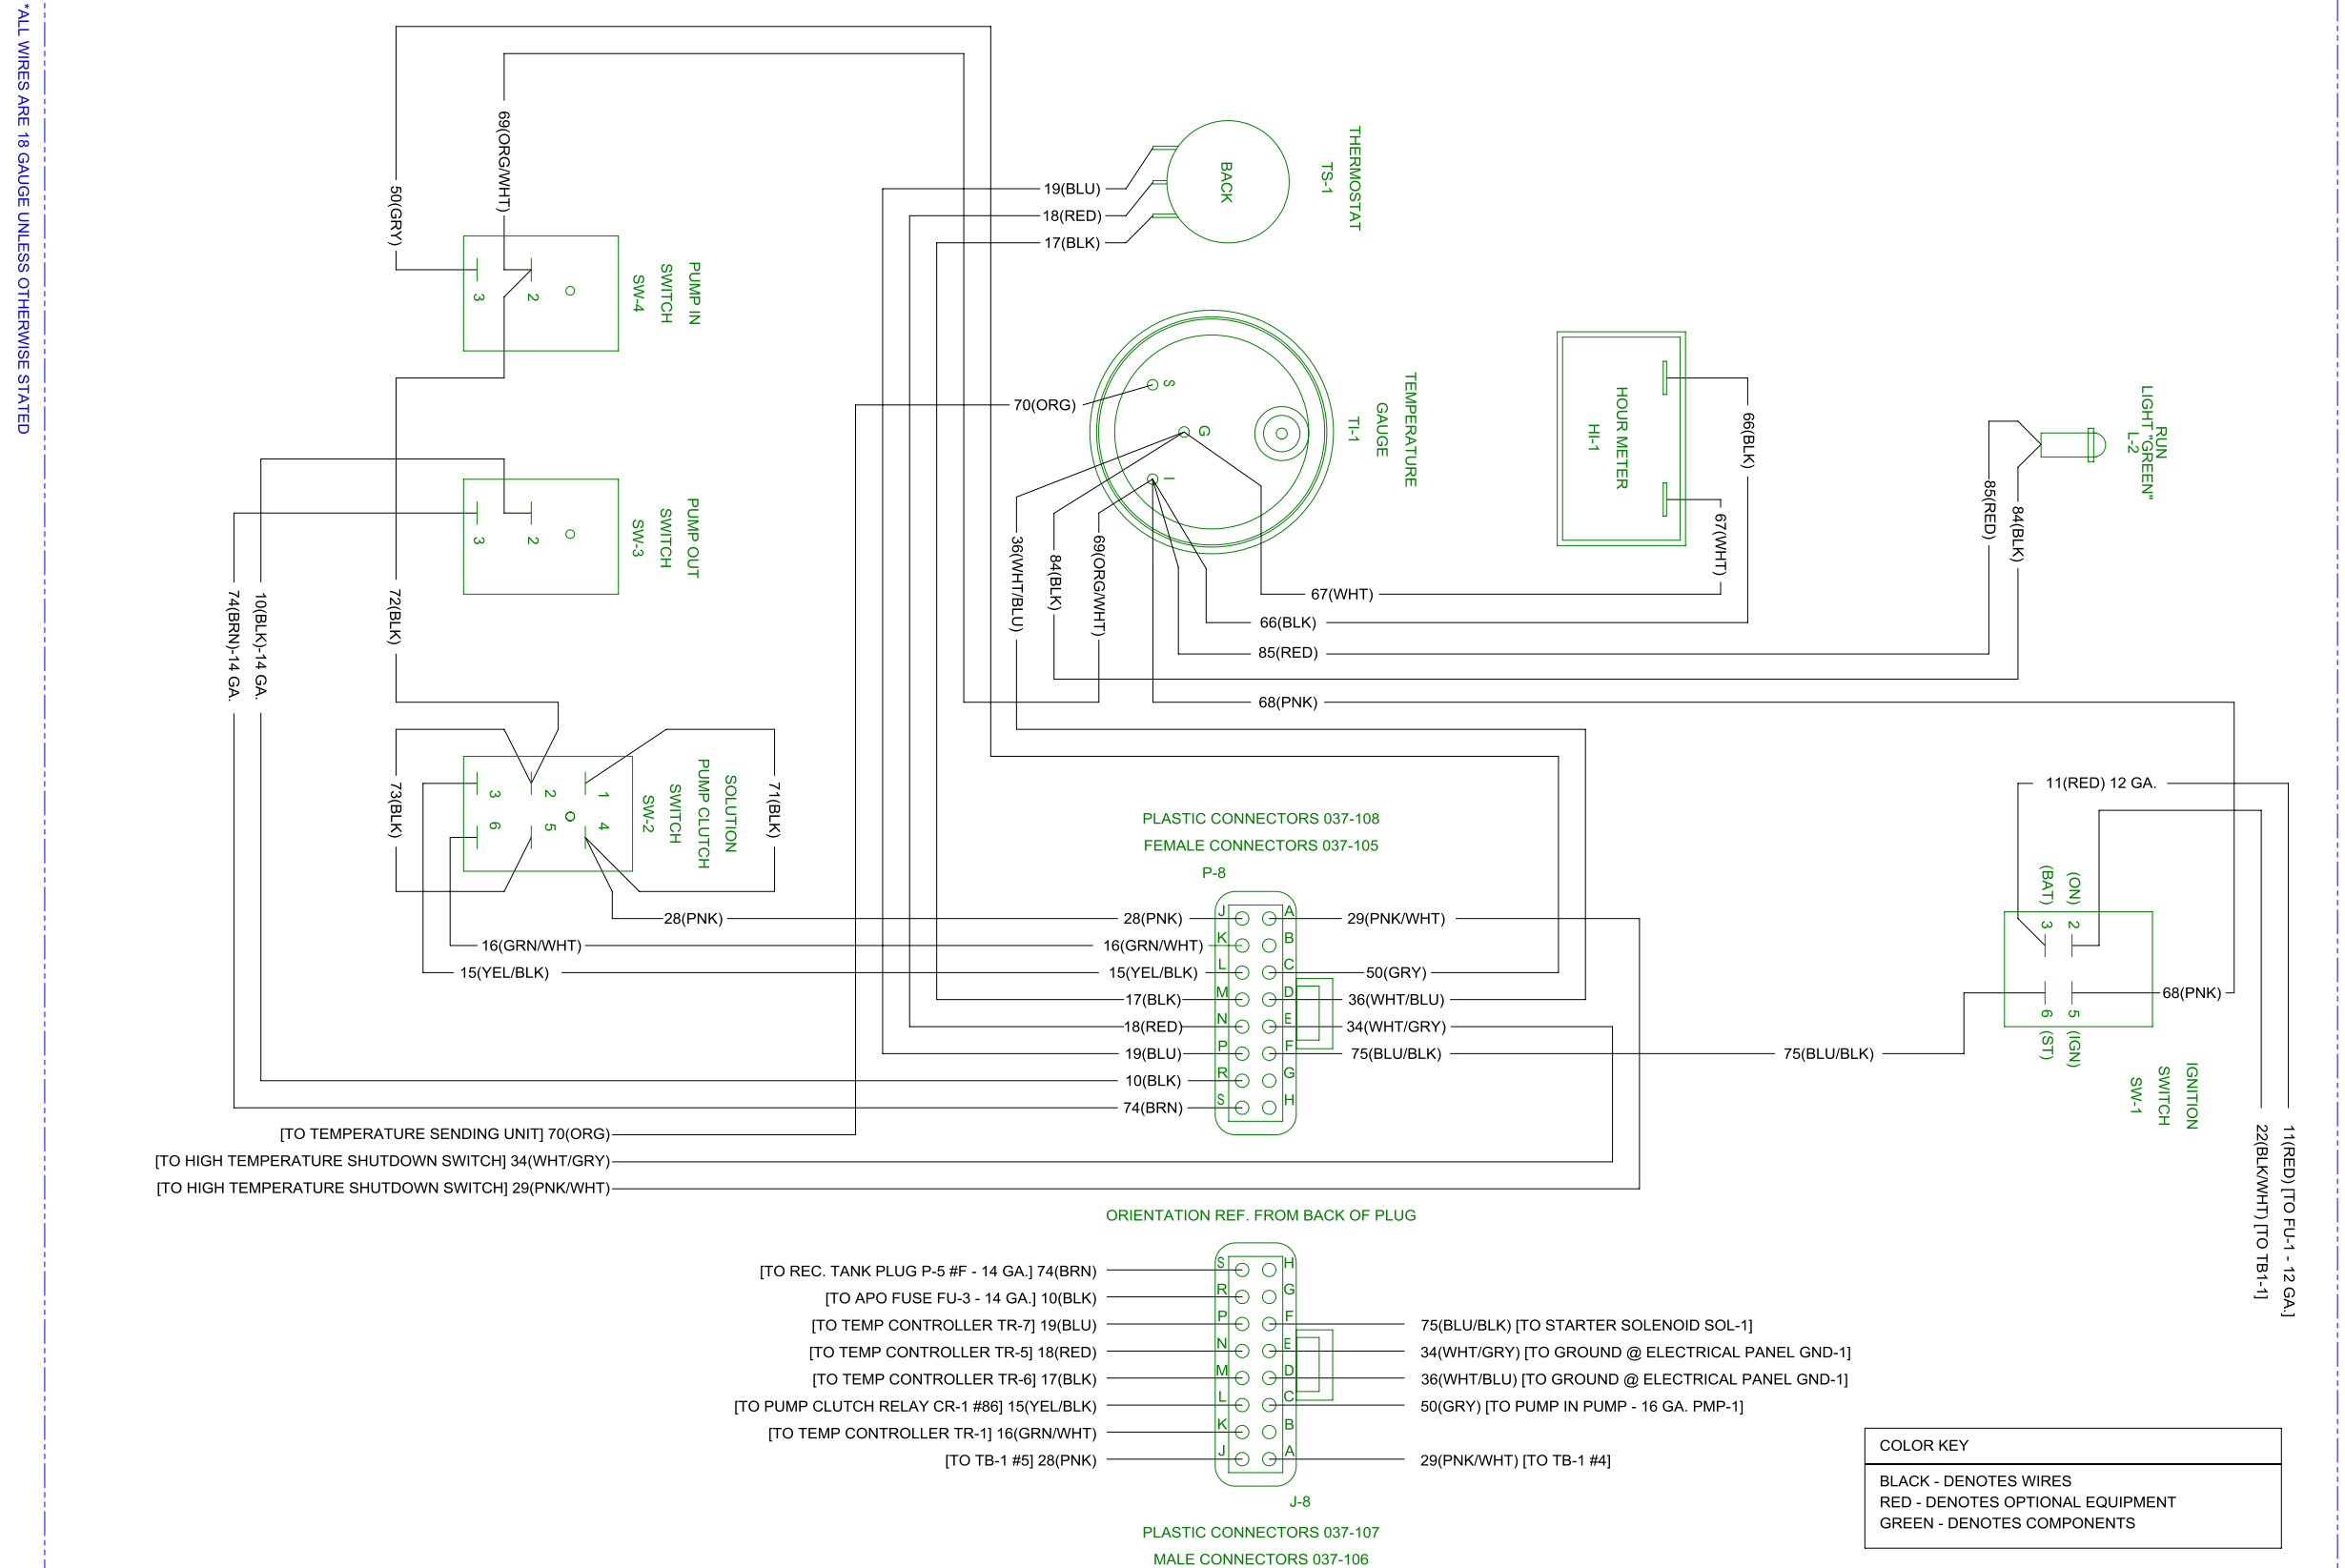 *ALL WIRES ARE 18 GAUGE UNLESS OTHERWISE STATED
50(GRY)
69(ORG/WHT)
PUMP IN
SWITCH
SW-4
3
2
THERMOSTAT
TS-1
BACK
19(BLU)
18(RED)
17(BLK)
TEMPERATURE
GAUGE
TI-1
S
G
I
70(ORG)
HOUR METER
HI-1
66(BLK)
67(WHT)
RUN
LIGHT "GREEN"
L-2
85(RED)
84(BLK)
PUMP OUT
SWITCH
SW-3
3
2
36(WHT/BLU)
84(BLK)
69(ORG/WHT)
67(WHT)
66(BLK)
85(RED)
68(PNK)
74(BRN)-14 GA.
10(BLK)-14 GA.
72(BLK)
73(BLK)
71(BLK)
SOLUTION
PUMP CLUTCH
SWITCH
SW-2
3
2
1
6
5
4
11(RED) 12 GA.
(BAT)
(ON)
3
2
6
5
(ST)
(IGN)
68(PNK)
IGNITION
SWITCH
SW-1
11(RED) [TO FU-1 - 12 GA.]
22(BLK/WHT) [TO TB1-1]
PLASTIC CONNECTORS 037-108
FEMALE CONNECTORS 037-105
P-8
28(PNK) 28(PNK) J A 29(PNK/WHT)
16(GRN/WHT) 16(GRN/WHT) K B
15(YEL/BLK) 15(YEL/BLK) L C 50(GRY)
17(BLK) M D 36(WHT/BLU)
18(RED) N E 34(WHT/GRY)
19(BLU) P F 75(BLU/BLK) 75(BLU/BLK)
10(BLK) R G
74(BRN) S H
[TO TEMPERATURE SENDING UNIT] 70(ORG)
[TO HIGH TEMPERATURE SHUTDOWN SWITCH] 34(WHT/GRY)
[TO HIGH TEMPERATURE SHUTDOWN SWITCH] 29(PNK/WHT)
ORIENTATION REF. FROM BACK OF PLUG
[TO REC. TANK PLUG P-5 #F - 14 GA.] 74(BRN) S H
[TO APO FUSE FU-3 - 14 GA.] 10(BLK) R G
[TO TEMP CONTROLLER TR-7] 19(BLU) P F 75(BLU/BLK) [TO STARTER SOLENOID SOL-1]
[TO TEMP CONTROLLER TR-5] 18(RED) N E 34(WHT/GRY) [TO GROUND @ ELECTRICAL PANEL GND-1]
[TO TEMP CONTROLLER TR-6] 17(BLK) M D 36(WHT/BLU) [TO GROUND @ ELECTRICAL PANEL GND-1]
[TO PUMP CLUTCH RELAY CR-1 #86] 15(YEL/BLK) L C 50(GRY) [TO PUMP IN PUMP - 16 GA. PMP-1]
[TO TEMP CONTROLLER TR-1] 16(GRN/WHT) K B
[TO TB-1 #5] 28(PNK) J A 29(PNK/WHT) [TO TB-1 #4]
J-8
PLASTIC CONNECTORS 037-107
MALE CONNECTORS 037-106
COLOR KEY
BLACK - DENOTES WIRES
RED - DENOTES OPTIONAL EQUIPMENT
GREEN - DENOTES COMPONENTS